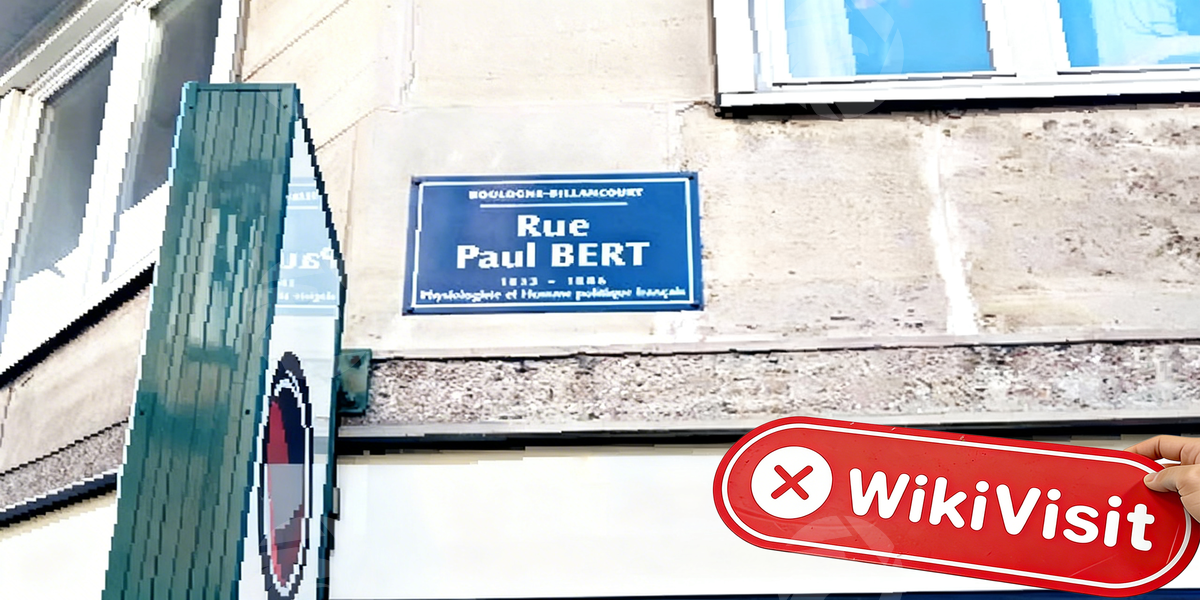 BOULOGNE-BILLANCOURT
Rue
Paul BERT
1833 - 1886
Physiologiste et Homme politique français
WikiVisit